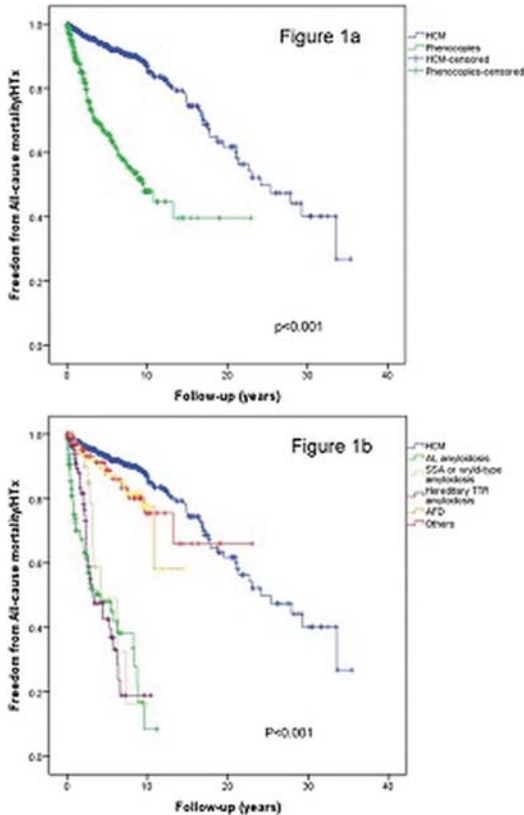 Figure 1a
HCM
Phenocopies
HCM-censored
Phenocopies-censored
Freedom from All-cause mortality/HTx
1.0
0.8
0.6
0.4
0.2
0.0
p<0.001
0 10 20 30 40
Follow-up (years)
Figure 1b
HCM
AL amyloidosis
SSA or wyld-type
amyloidosis
Hereditary TTR
amyloidosis
AFD
Others
Freedom from All-cause mortality/HTx
1.0
0.8
0.6
0.4
0.2
0.0
P<0.001
0 10 20 30 40
Follow-up (years)